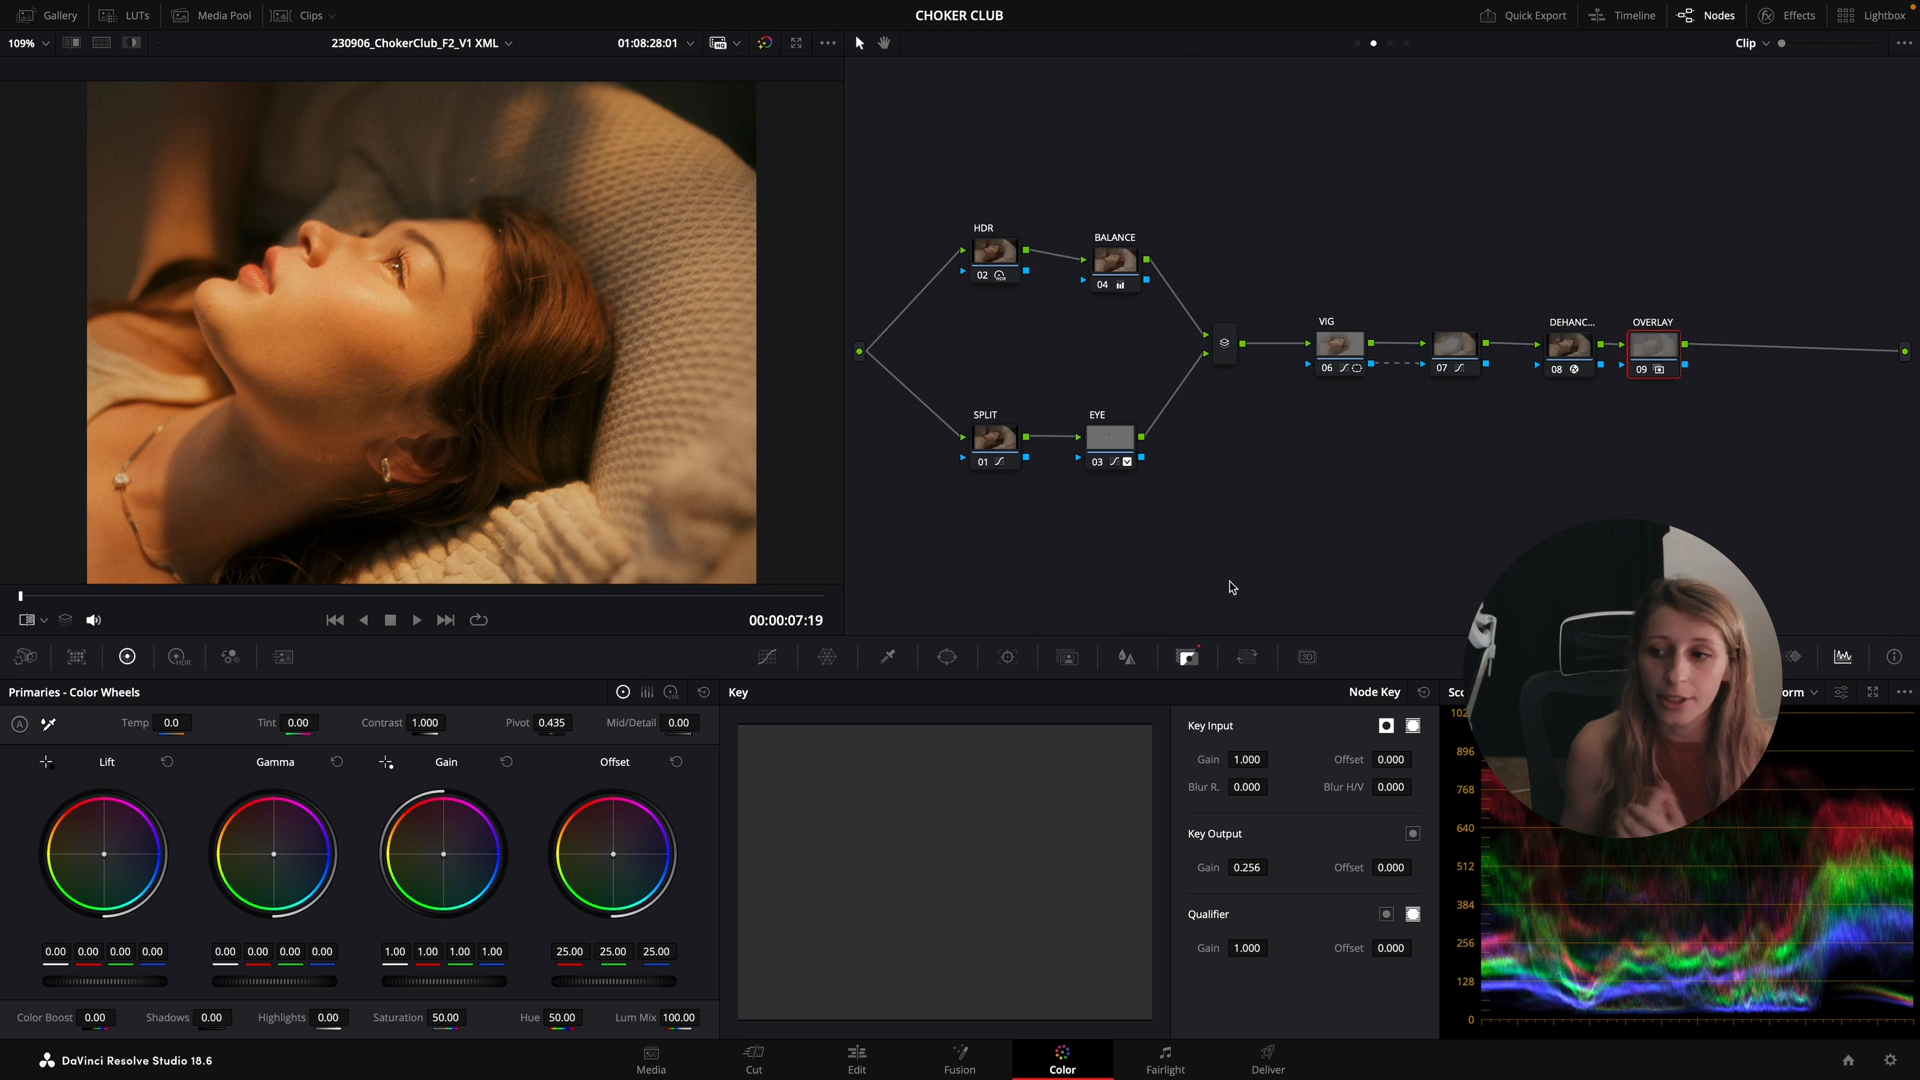 Gallery
LUTs
Media Pool
Clips
CHOKER CLUB
Quick Export
Timeline
Nodes
Effects
Lightbox
109%
230906_ChokerClub_F2_V1 XML
01:08:28:01
Clip
HDR
02
BALANCE
04
VIG
06
07
DEHANC...
08
OVERLAY
09
SPLIT
01
EYE
03
00:00:07:19
HDR
3D
Primaries - Color Wheels
LOG
Key
Node Key
Sco
orm
A
Temp 0.0
Tint 0.00
Contrast 1.000
Pivot 0.435
Mid/Detail 0.00
Lift
Gamma
Gain
Offset
0.00 0.00 0.00 0.00
0.00 0.00 0.00 0.00
1.00 1.00 1.00 1.00
25.00 25.00 25.00
Color Boost 0.00
Shadows 0.00
Highlights 0.00
Saturation 50.00
Hue 50.00
Lum Mix 100.00
Key Input
Gain 1.000
Offset 0.000
Blur R. 0.000
Blur H/V 0.000
Key Output
Gain 0.256
Offset 0.000
Qualifier
Gain 1.000
Offset 0.000
896
768
640
512
384
256
128
0
DaVinci Resolve Studio 18.6
Media
Cut
Edit
Fusion
Color
Fairlight
Deliver